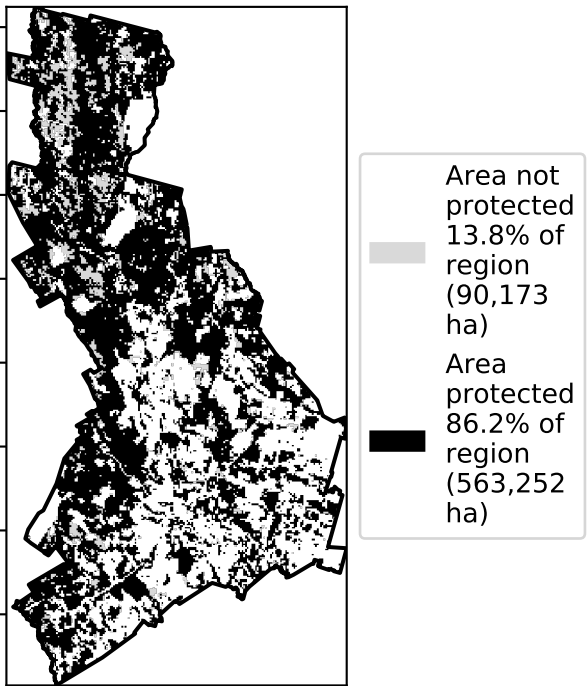 Area not
protected
13.8% of
region
(90,173
ha)
Area
protected
86.2% of
region
(563,252
ha)